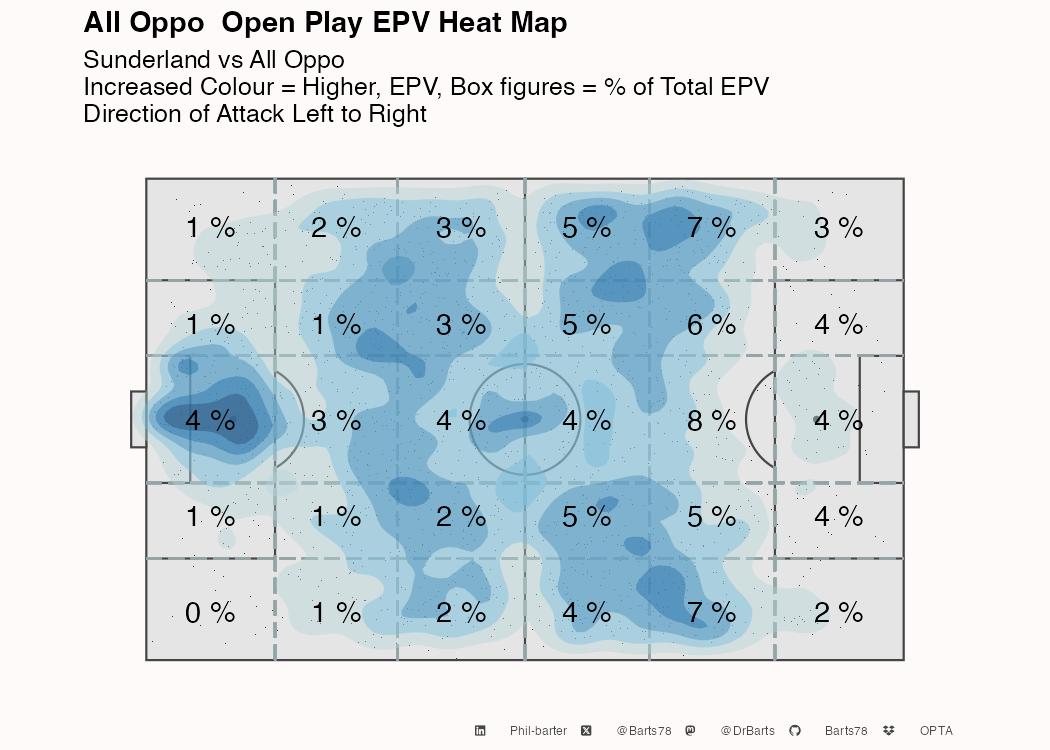 All Oppo  Open Play EPV Heat Map
Sunderland vs All Oppo
Increased Colour = Higher, EPV, Box figures = % of Total EPV
Direction of Attack Left to Right
1 % 2 % 3 % 5 % 7 % 3 %
1 % 1 % 3 % 5 % 6 % 4 %
4 % 3 % 4 % 4 % 8 % 4 %
1 % 1 % 2 % 5 % 5 % 4 %
0 % 1 % 2 % 4 % 7 % 2 %
Phil-barter @Barts78 @DrBarts Barts78 OPTA